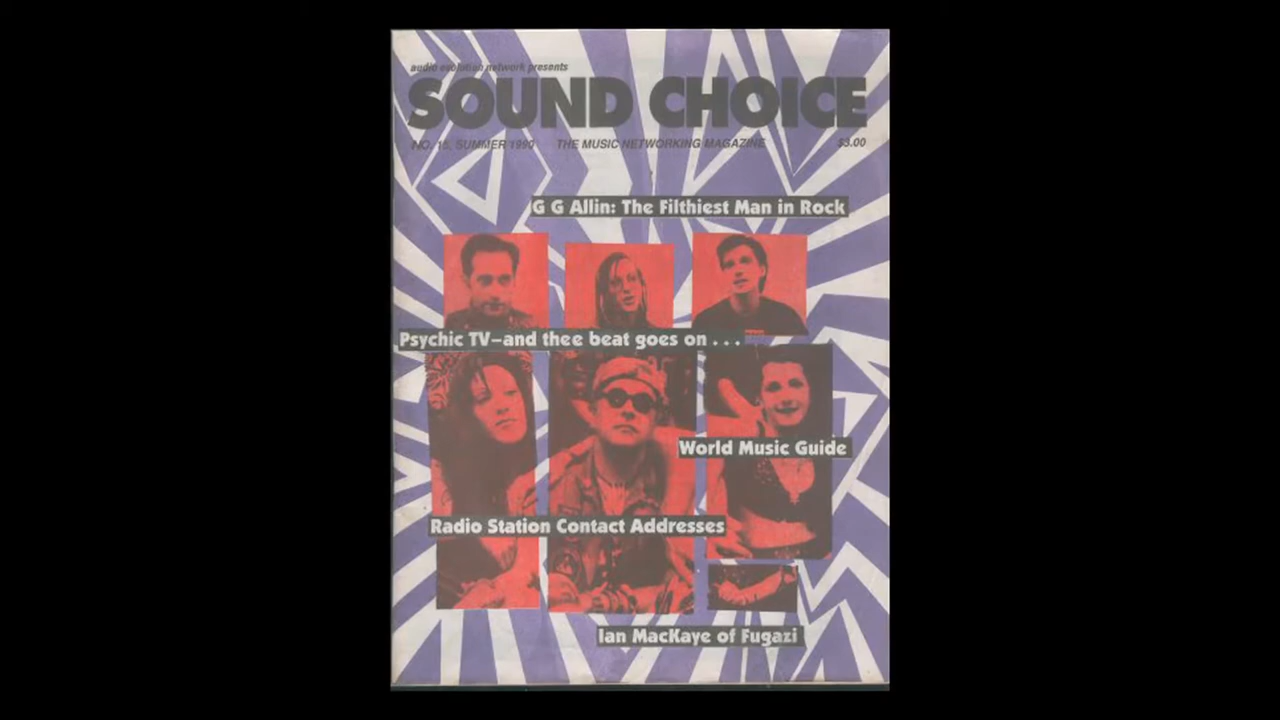 audio evolution network presents
SOUND CHOICE
NO. 15, SUMMER 1990 THE MUSIC NETWORKING MAGAZINE $3.00
G G Allin: The Filthiest Man in Rock
Psychic TV—and thee beat goes on . . .
World Music Guide
Radio Station Contact Addresses
Ian MacKaye of Fugazi